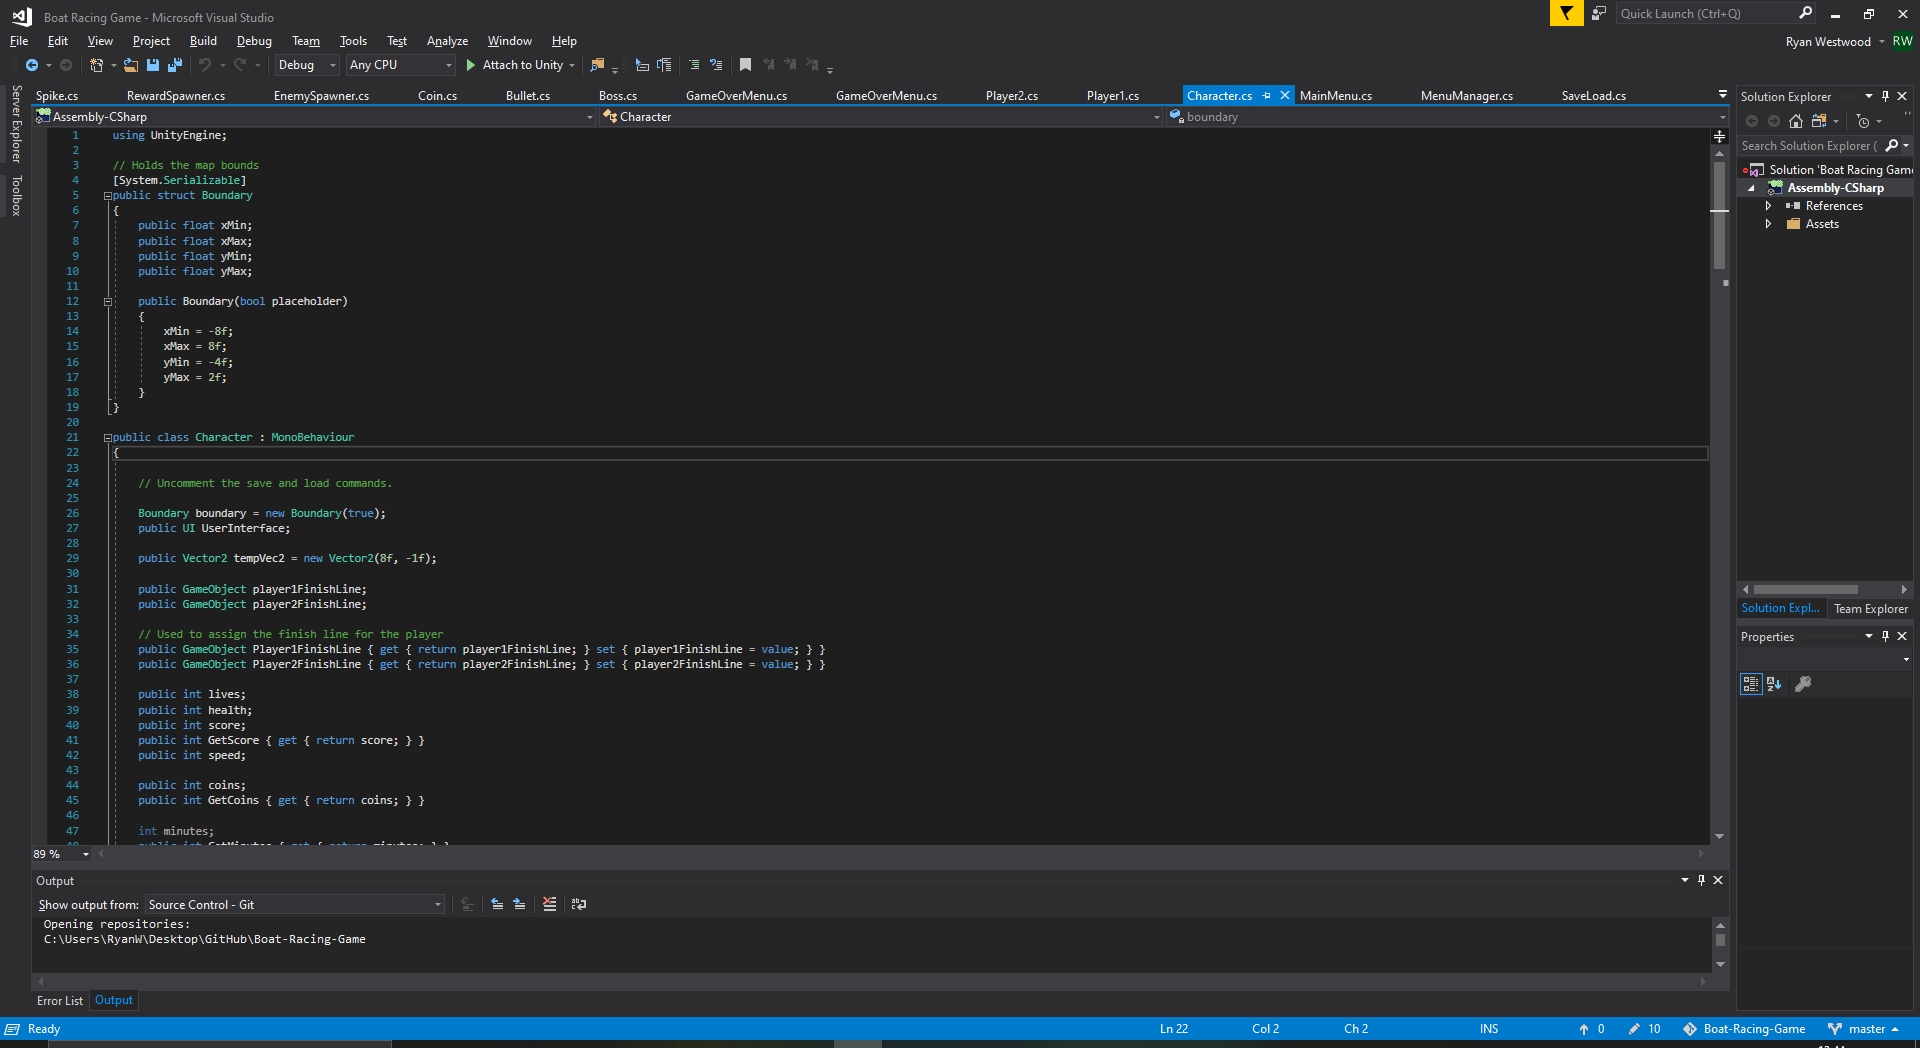 Boat Racing Game - Microsoft Visual Studio
Quick Launch (Ctrl+Q)
File Edit View Project Build Debug Team Tools Test Analyze Window Help
Ryan Westwood RW
Debug Any CPU Attach to Unity
Server Explorer
Toolbox
Spike.cs RewardSpawner.cs EnemySpawner.cs Coin.cs Bullet.cs Boss.cs GameOverMenu.cs GameOverMenu.cs Player2.cs Player1.cs Character.cs MainMenu.cs MenuManager.cs SaveLoad.cs
Assembly-CSharp Character boundary
1 using UnityEngine;
2
3 // Holds the map bounds
4 [System.Serializable]
5 public struct Boundary
6 {
7 public float xMin;
8 public float xMax;
9 public float yMin;
10 public float yMax;
11
12 public Boundary(bool placeholder)
13 {
14 xMin = -8f;
15 xMax = 8f;
16 yMin = -4f;
17 yMax = 2f;
18 }
19 }
20
21 public class Character : MonoBehaviour
22 {
23
24 // Uncomment the save and load commands.
25
26 Boundary boundary = new Boundary(true);
27 public UI UserInterface;
28
29 public Vector2 tempVec2 = new Vector2(8f, -1f);
30
31 public GameObject player1FinishLine;
32 public GameObject player2FinishLine;
33
34 // Used to assign the finish line for the player
35 public GameObject Player1FinishLine { get { return player1FinishLine; } set { player1FinishLine = value; } }
36 public GameObject Player2FinishLine { get { return player2FinishLine; } set { player2FinishLine = value; } }
37
38 public int lives;
39 public int health;
40 public int score;
41 public int GetScore { get { return score; } }
42 public int speed;
43
44 public int coins;
45 public int GetCoins { get { return coins; } }
46
47 int minutes;
89 %
Output
Show output from: Source Control - Git
Opening repositories:
C:\Users\RyanW\Desktop\GitHub\Boat-Racing-Game
Error List Output
Solution Explorer
Search Solution Explorer (
Solution 'Boat Racing Game
Assembly-CSharp
References
Assets
Solution Expl... Team Explorer
Properties
Ready Ln 22 Col 2 Ch 2 INS 0 10 Boat-Racing-Game master